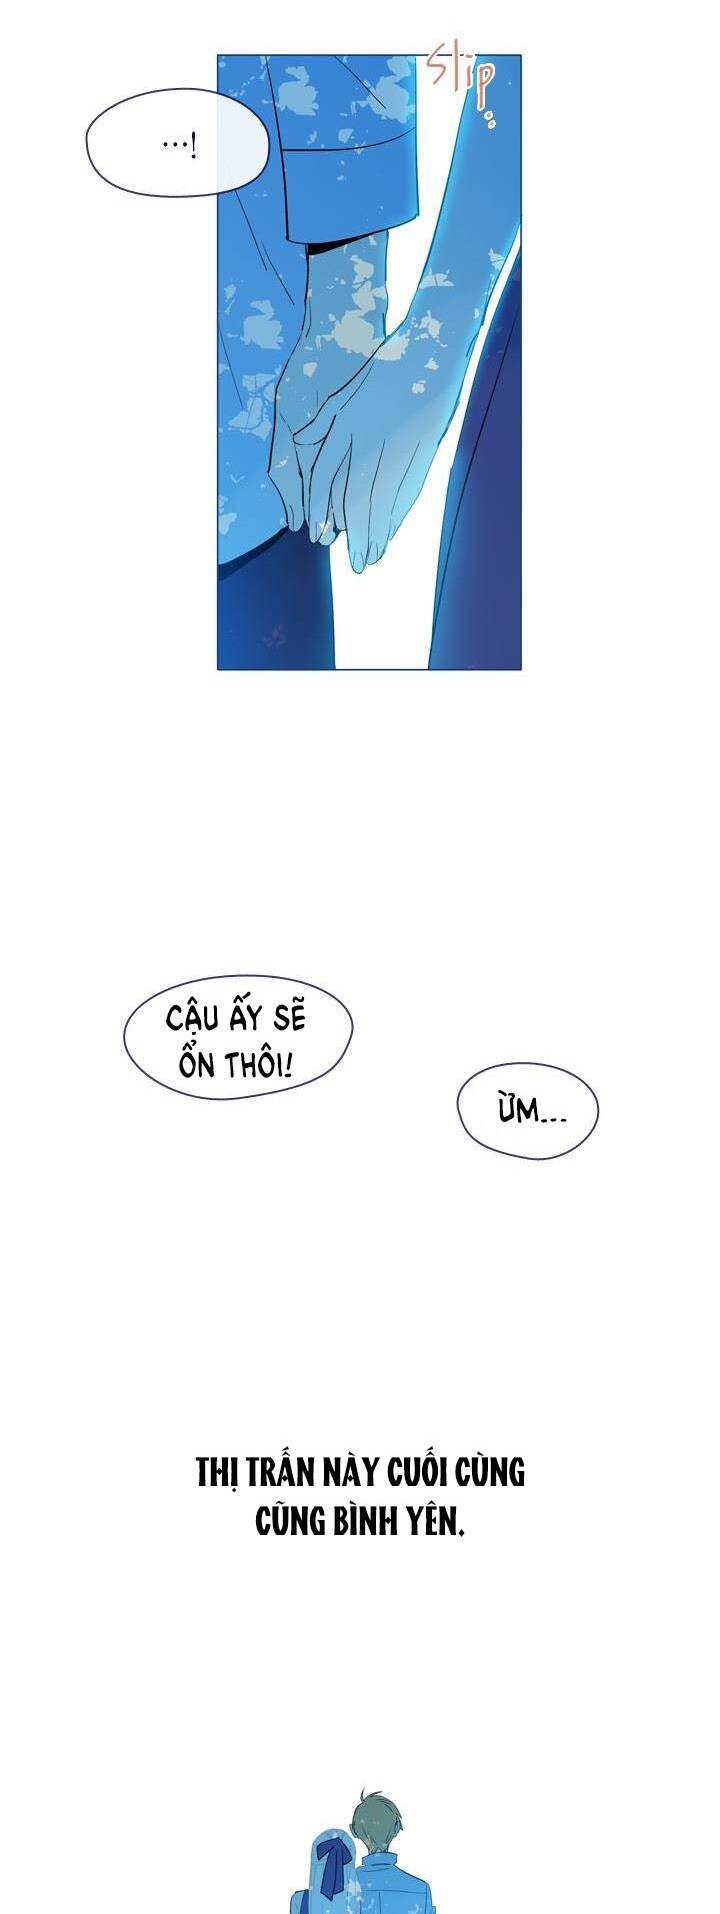 Slip
...!
CẬU ẤY SẼ
ỔN THÔI!
ỪM...
THỊ TRẤN NÀY CUỐI CÙNG
CŨNG BÌNH YÊN.